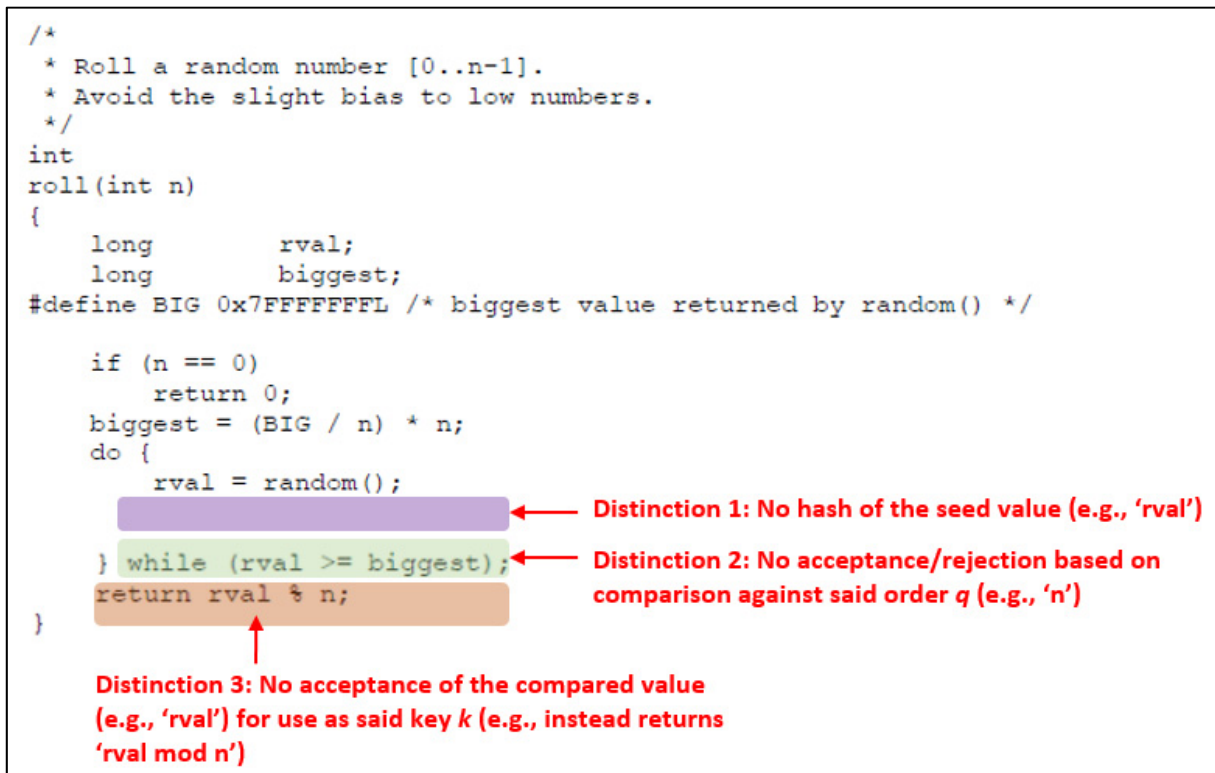 /*
 * Roll a random number [0..n-1].
 * Avoid the slight bias to low numbers.
 */
int
roll(int n)
{
    long        rval;
    long        biggest;
#define BIG 0x7FFFFFFFL /* biggest value returned by random() */
    if (n == 0)
        return 0;
    biggest = (BIG / n) * n;
    do {
        rval = random();
Distinction 1: No hash of the seed value (e.g., ‘rval’)
    } while (rval >= biggest);
Distinction 2: No acceptance/rejection based on
comparison against said order q (e.g., ‘n’)
    return rval % n;
}
Distinction 3: No acceptance of the compared value
(e.g., ‘rval’) for use as said key k (e.g., instead returns
‘rval mod n’)